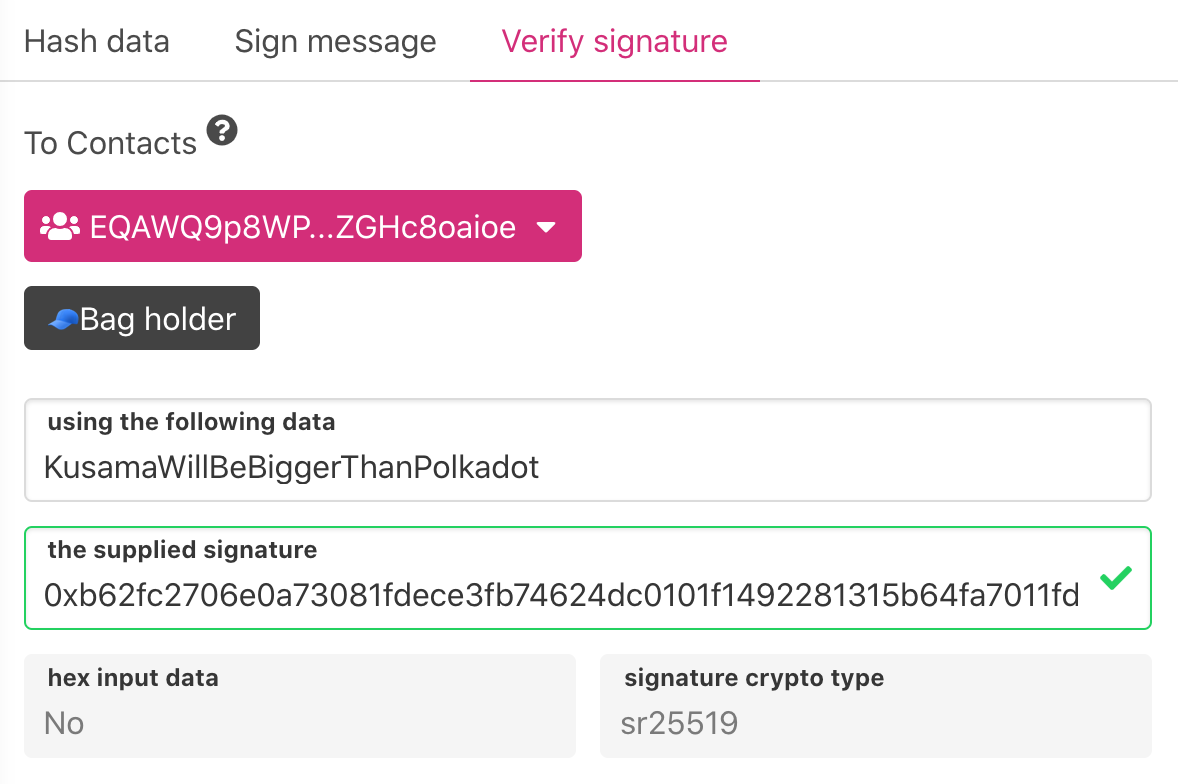 Hash data Sign message Verify signature
To Contacts ?
EQAWQ9p8WP...ZGHc8oaioe
Bag holder
using the following data
KusamaWillBeBiggerThanPolkadot
the supplied signature
0xb62fc2706e0a73081fdece3fb74624dc0101f1492281315b64fa7011fd
hex input data signature crypto type
No sr25519